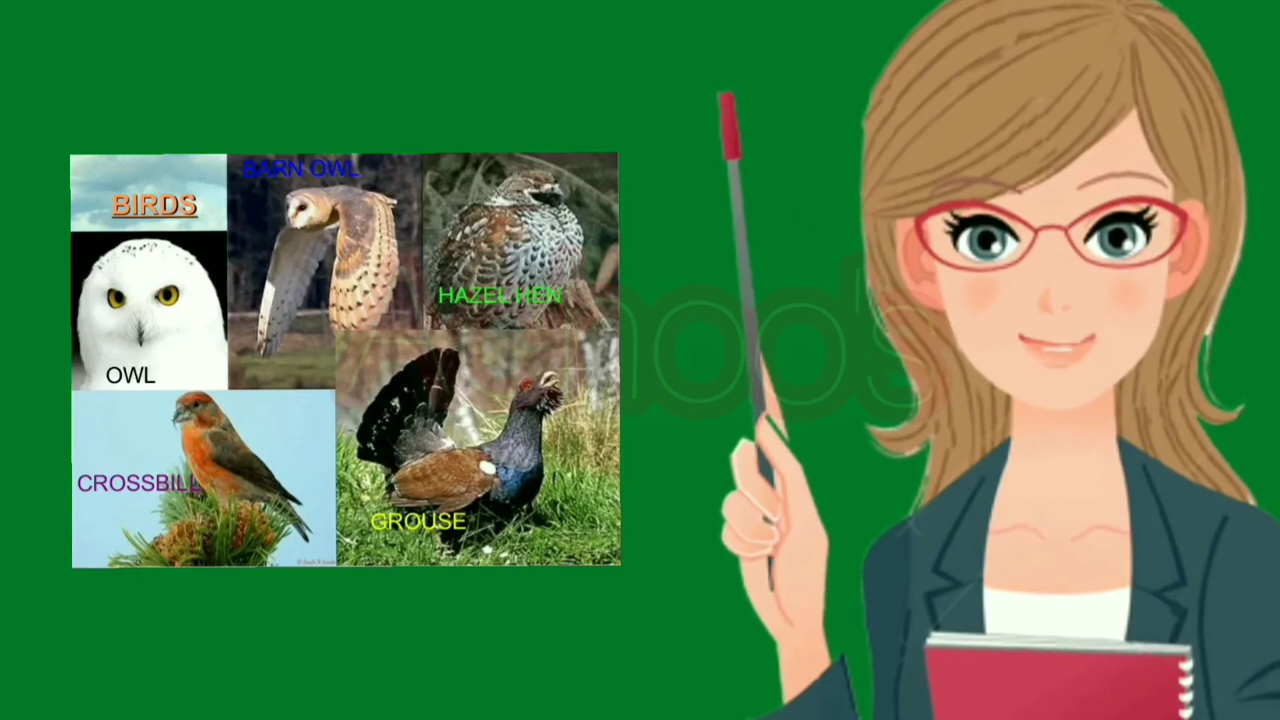 BIRDS
BARN OWL
HAZEL HEN
OWL
CROSSBILL
GROUSE